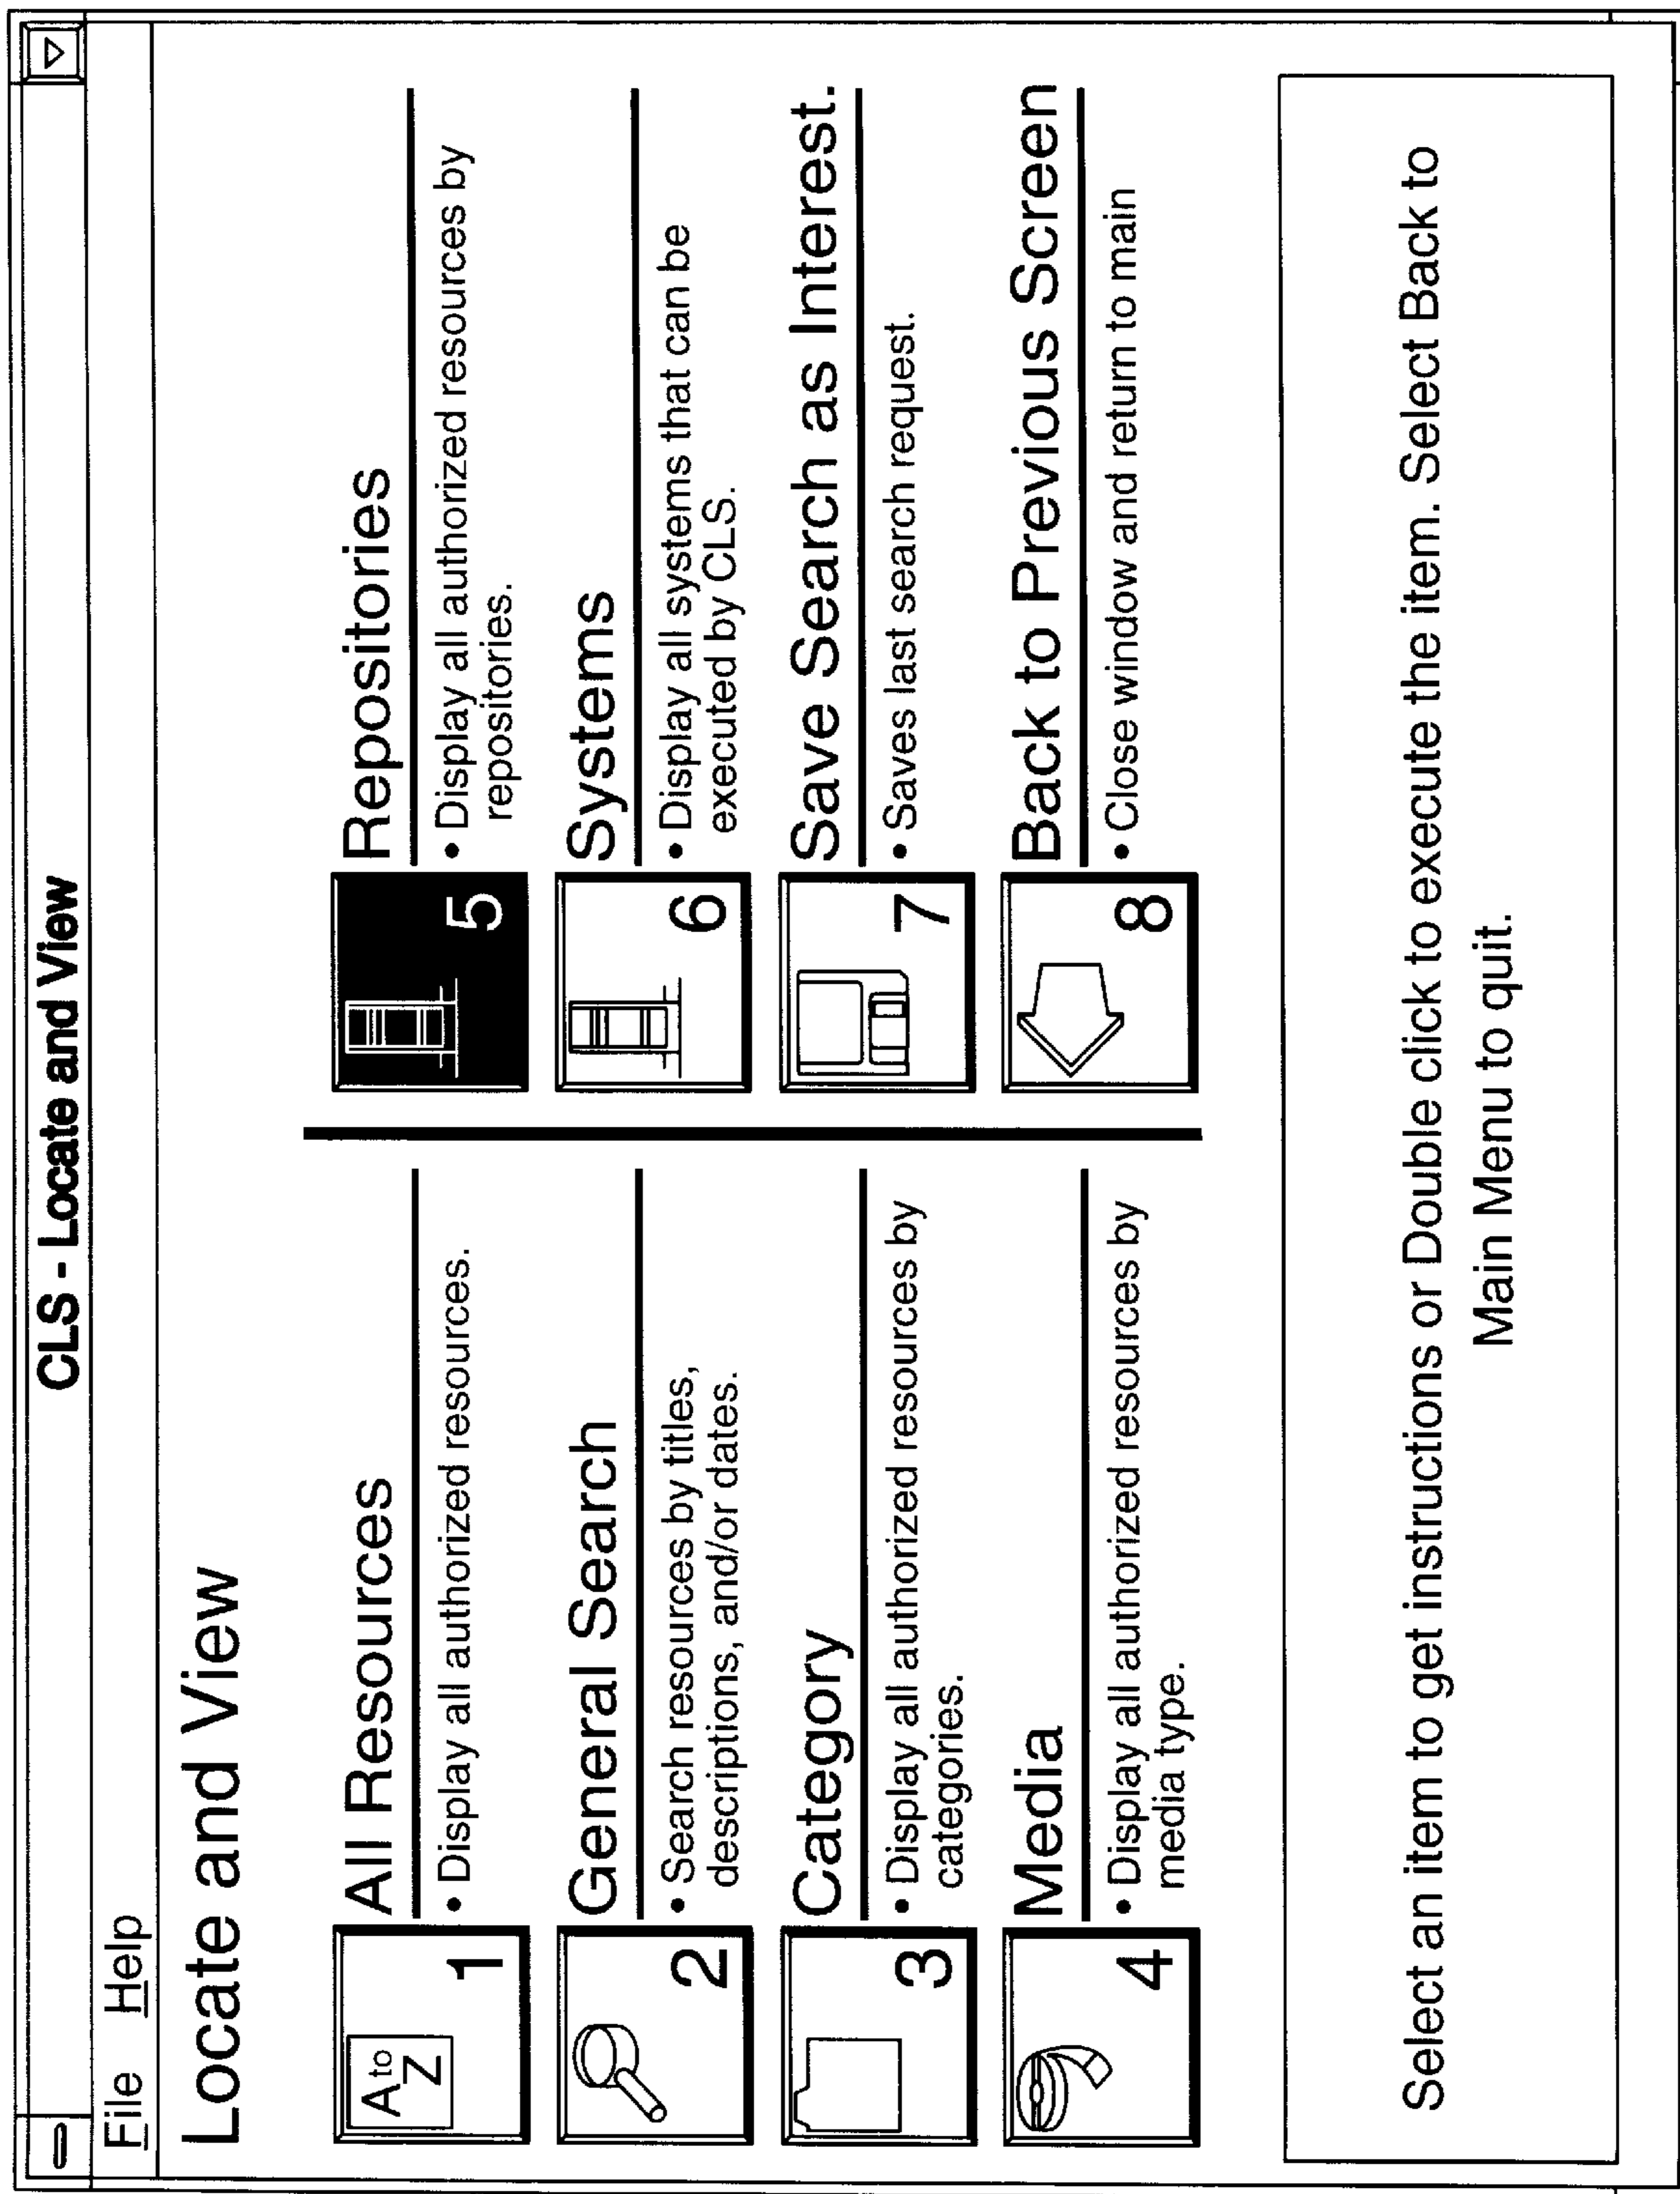 CLS - Locate and View
File Help
Locate and View
A to
Z
1
All Resources
• Display all authorized resources.
2
General Search
• Search resources by titles,
descriptions, and/or dates.
3
Category
• Display all authorized resources by
categories.
4
Media
• Display all authorized resources by
media type.
5
Repositories
• Display all authorized resources by
repositories.
6
Systems
• Display all systems that can be
executed by CLS.
7
Save Search as Interest.
• Saves last search request.
8
Back to Previous Screen
• Close window and return to main
Select an item to get instructions or Double click to execute the item. Select Back to
Main Menu to quit.